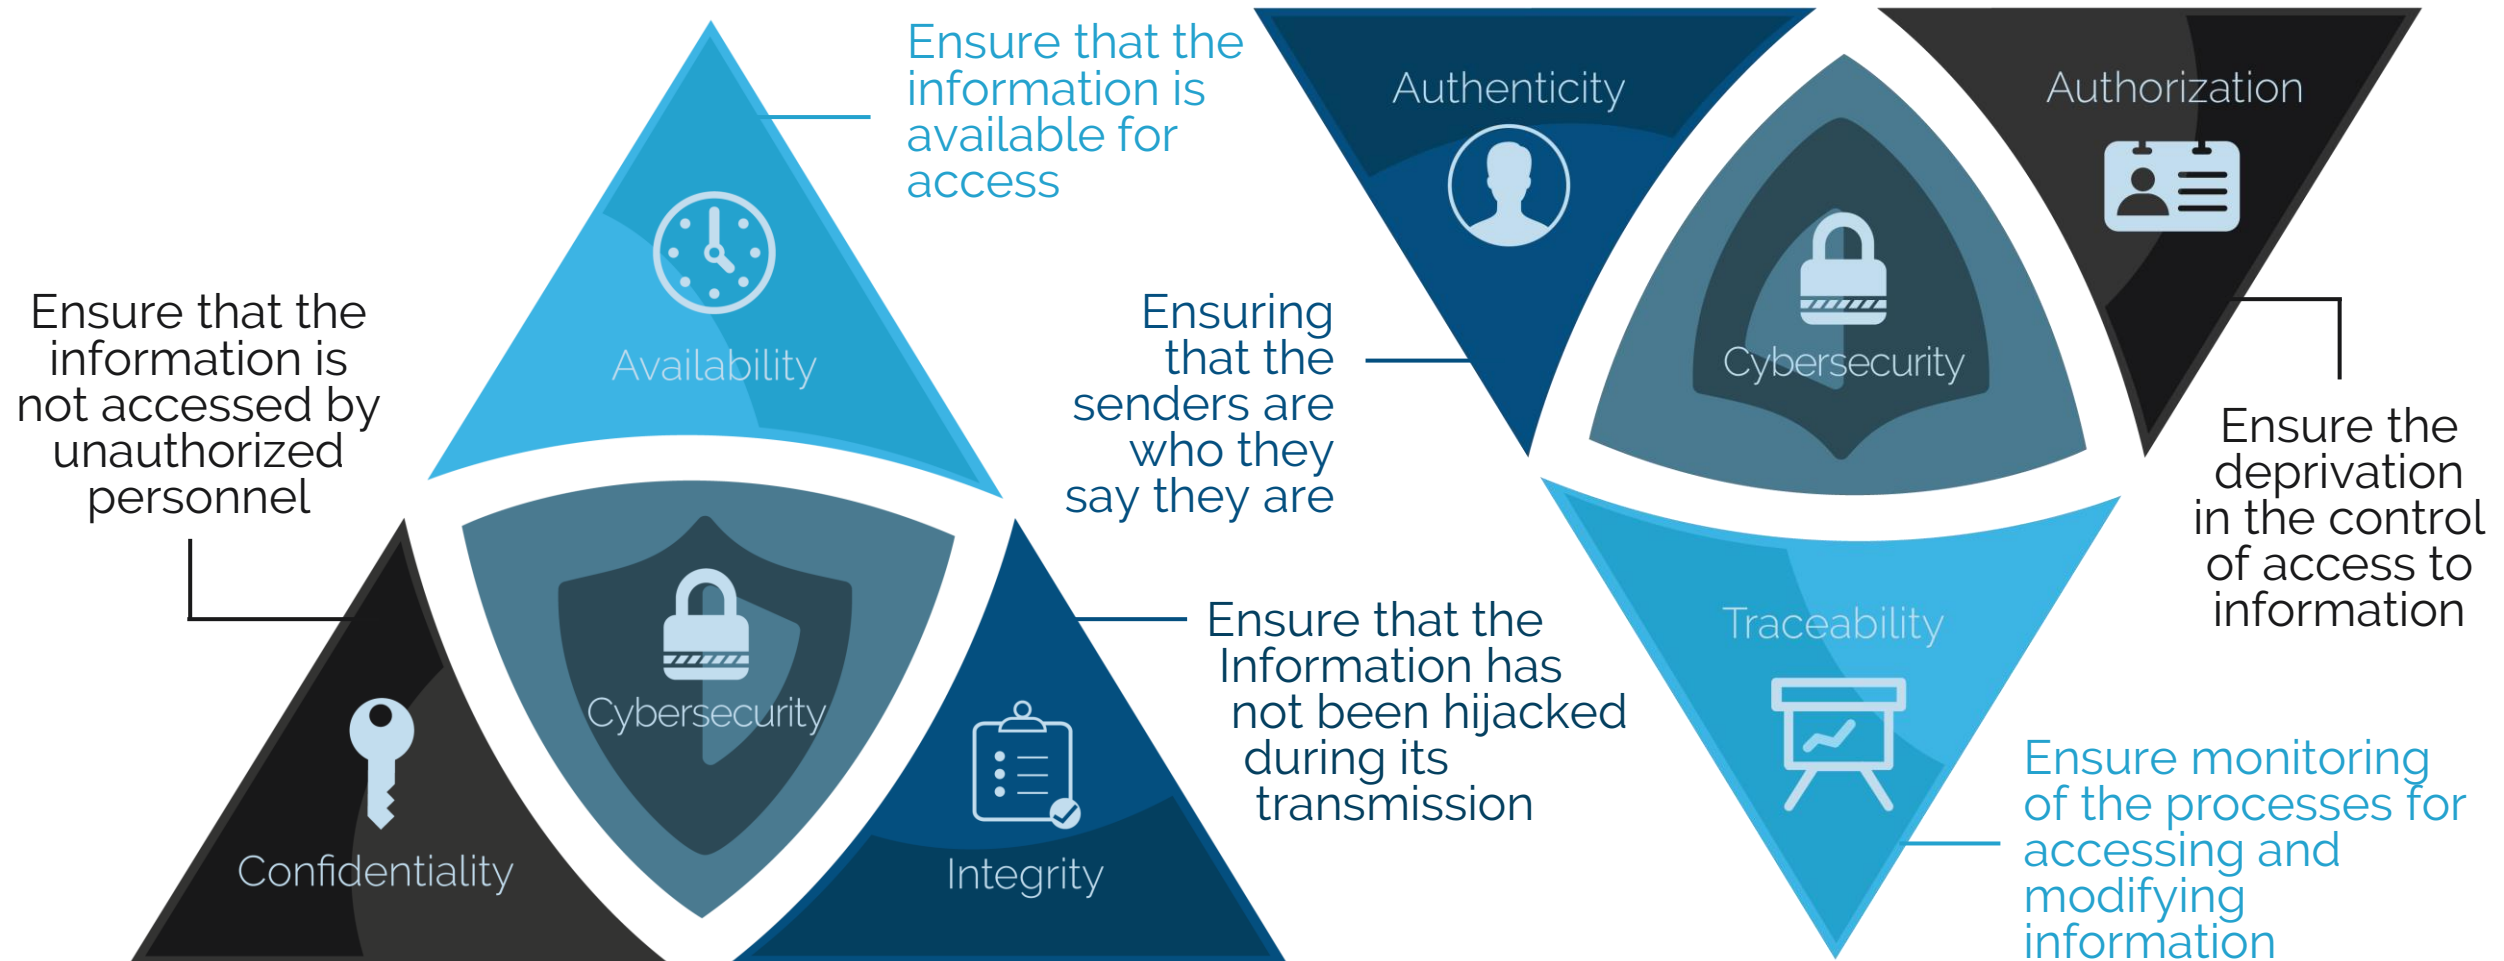 Ensure that the
information is
available for
access
Availability
Ensure that the
information is
not accessed by
unauthorized
personnel
Cybersecurity
Confidentiality
Integrity
Ensure that the
Information has
not been hijacked
during its
transmission
Authenticity
Authorization
Cybersecurity
Ensuring
that the
senders are
who they
say they are
Ensure the
deprivation
in the control
of access to
information
Traceability
Ensure monitoring
of the processes for
accessing and
modifying
information